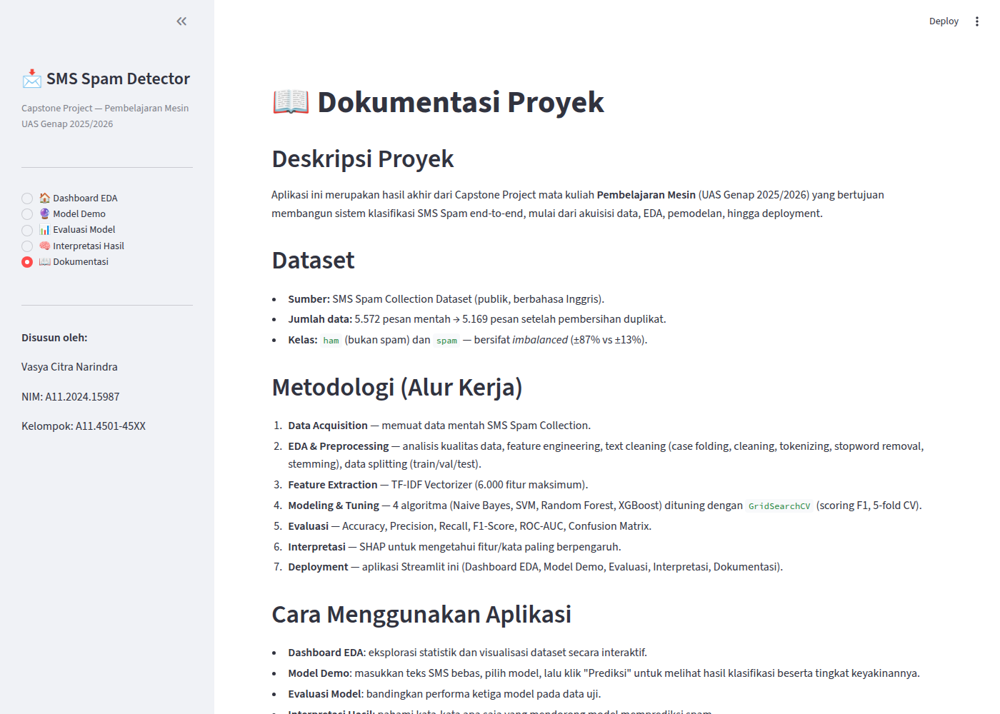 Deploy
📩 SMS Spam Detector
Capstone Project — Pembelajaran Mesin
UAS Genap 2025/2026
🏠 Dashboard EDA
🔮 Model Demo
📊 Evaluasi Model
🧠 Interpretasi Hasil
📖 Dokumentasi
Disusun oleh:
Vasya Citra Narindra
NIM: A11.2024.15987
Kelompok: A11.4501-45XX
📖 Dokumentasi Proyek
Deskripsi Proyek
Aplikasi ini merupakan hasil akhir dari Capstone Project mata kuliah Pembelajaran Mesin (UAS Genap 2025/2026) yang bertujuan
membangun sistem klasifikasi SMS Spam end-to-end, mulai dari akuisisi data, EDA, pemodelan, hingga deployment.
Dataset
• Sumber: SMS Spam Collection Dataset (publik, berbahasa Inggris).
• Jumlah data: 5.572 pesan mentah → 5.169 pesan setelah pembersihan duplikat.
• Kelas: ham (bukan spam) dan spam — bersifat imbalanced (±87% vs ±13%).
Metodologi (Alur Kerja)
1. Data Acquisition — memuat data mentah SMS Spam Collection.
2. EDA & Preprocessing — analisis kualitas data, feature engineering, text cleaning (case folding, cleaning, tokenizing, stopword removal,
stemming), data splitting (train/val/test).
3. Feature Extraction — TF-IDF Vectorizer (6.000 fitur maksimum).
4. Modeling & Tuning — 4 algoritma (Naive Bayes, SVM, Random Forest, XGBoost) dituning dengan GridSearchCV (scoring F1, 5-fold CV).
5. Evaluasi — Accuracy, Precision, Recall, F1-Score, ROC-AUC, Confusion Matrix.
6. Interpretasi — SHAP untuk mengetahui fitur/kata paling berpengaruh.
7. Deployment — aplikasi Streamlit ini (Dashboard EDA, Model Demo, Evaluasi, Interpretasi, Dokumentasi).
Cara Menggunakan Aplikasi
• Dashboard EDA: eksplorasi statistik dan visualisasi dataset secara interaktif.
• Model Demo: masukkan teks SMS bebas, pilih model, lalu klik "Prediksi" untuk melihat hasil klasifikasi beserta tingkat keyakinannya.
• Evaluasi Model: bandingkan performa ketiga model pada data uji.
• Interpretasi Hasil: pahami kata-kata apa saja yang mendorong model memprediksi spam.